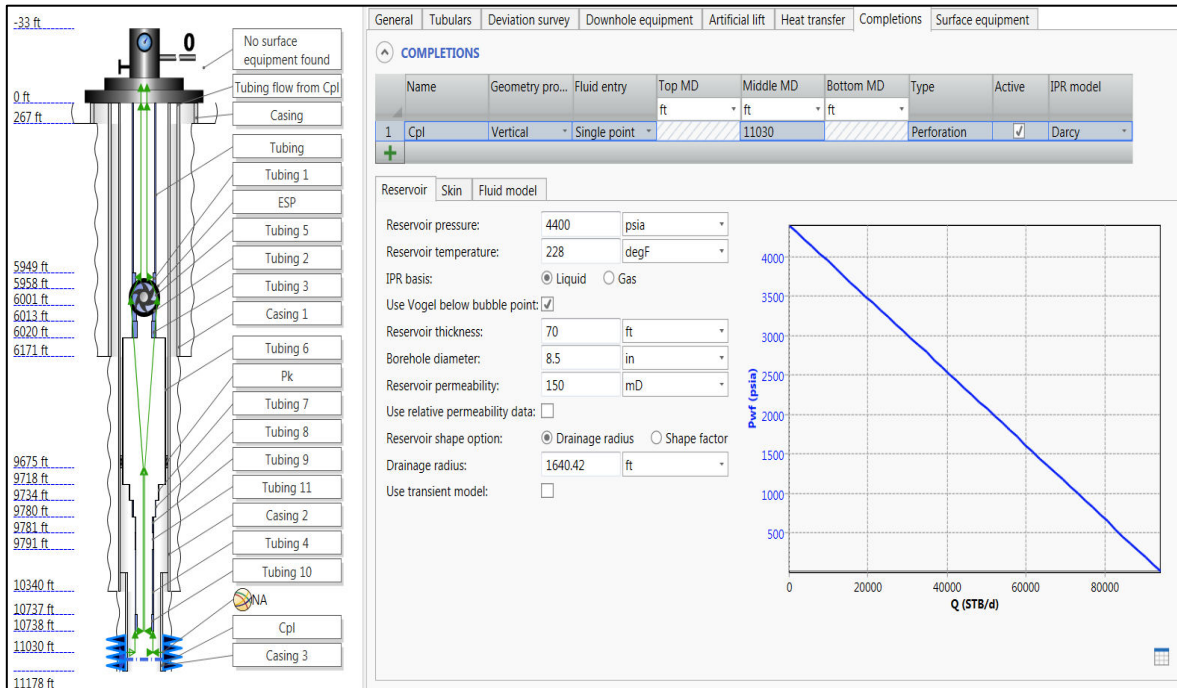 -33 ft
0 ft
267 ft
5949 ft
5958 ft
6001 ft
6013 ft
6020 ft
6171 ft
9675 ft
9718 ft
9734 ft
9780 ft
9781 ft
9791 ft
10340 ft
10737 ft
10738 ft
11030 ft
11178 ft
0
No surface
equipment found
Tubing flow from Cpl
Casing
Tubing
Tubing 1
ESP
Tubing 5
Tubing 2
Tubing 3
Casing 1
Tubing 6
Pk
Tubing 7
Tubing 8
Tubing 9
Tubing 11
Casing 2
Tubing 4
Tubing 10
NA
Cpl
Casing 3
General Tubulars Deviation survey Downhole equipment Artificial lift Heat transfer Completions Surface equipment
COMPLETIONS
Name Geometry pro... Fluid entry Top MD Middle MD Bottom MD Type Active IPR model
ft ft ft
1 Cpl Vertical Single point 11030 Perforation Darcy
Reservoir Skin Fluid model
Reservoir pressure: 4400 psia
Reservoir temperature: 228 degF
IPR basis: Liquid Gas
Use Vogel below bubble point:
Reservoir thickness: 70 ft
Borehole diameter: 8.5 in
Reservoir permeability: 150 mD
Use relative permeability data:
Reservoir shape option: Drainage radius Shape factor
Drainage radius: 1640.42 ft
Use transient model:
Pwf (psia)
4000
3500
3000
2500
2000
1500
1000
500
0 20000 40000 60000 80000
Q (STB/d)